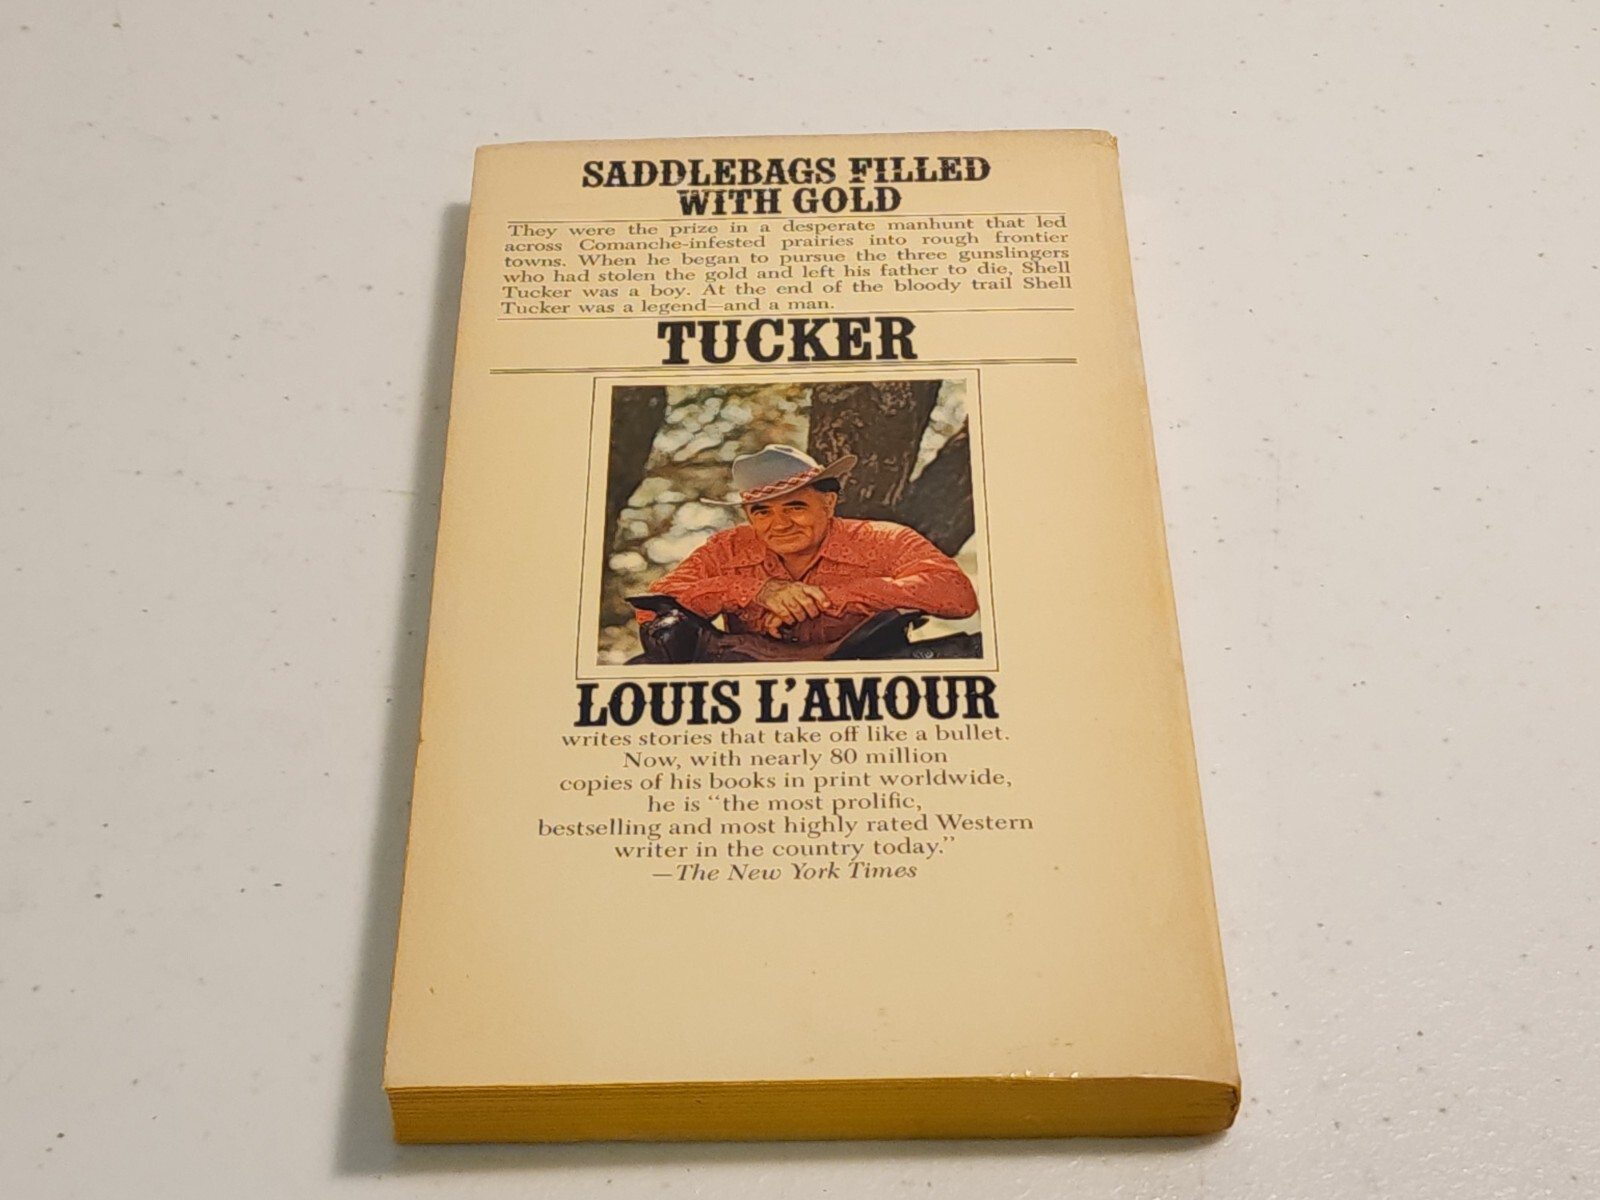 SADDLEBAGS FILLED
WITH GOLD
They were the prize in a desperate manhunt that led
across Comanche-infested prairies into rough frontier
towns. When he began to pursue the three gunslingers
who had stolen the gold and left his father to die, Shell
Tucker was a boy. At the end of the bloody trail Shell
Tucker was a legend—and a man.
TUCKER
LOUIS L'AMOUR
writes stories that take off like a bullet.
Now, with nearly 80 million
copies of his books in print worldwide,
he is “the most prolific,
bestselling and most highly rated Western
writer in the country today.”
—The New York Times